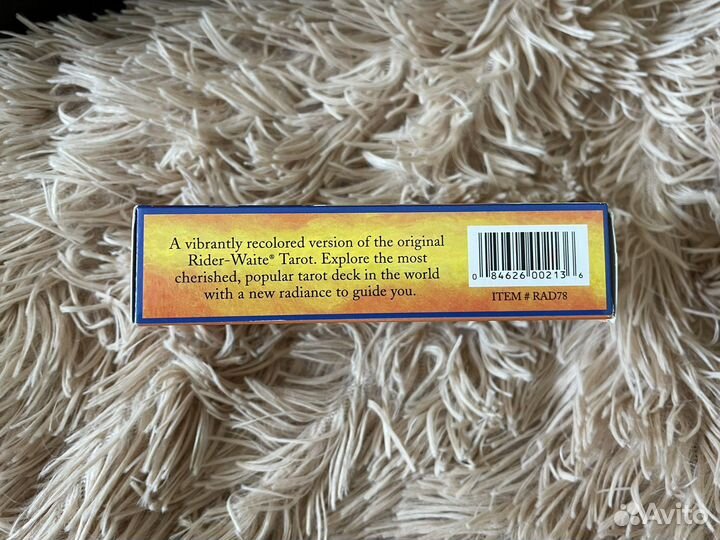 A vibrantly recolored version of the original
Rider-Waite® Tarot. Explore the most
cherished, popular tarot deck in the world
with a new radiance to guide you.
0 84626 00213 6
ITEM # RAD78
Avito